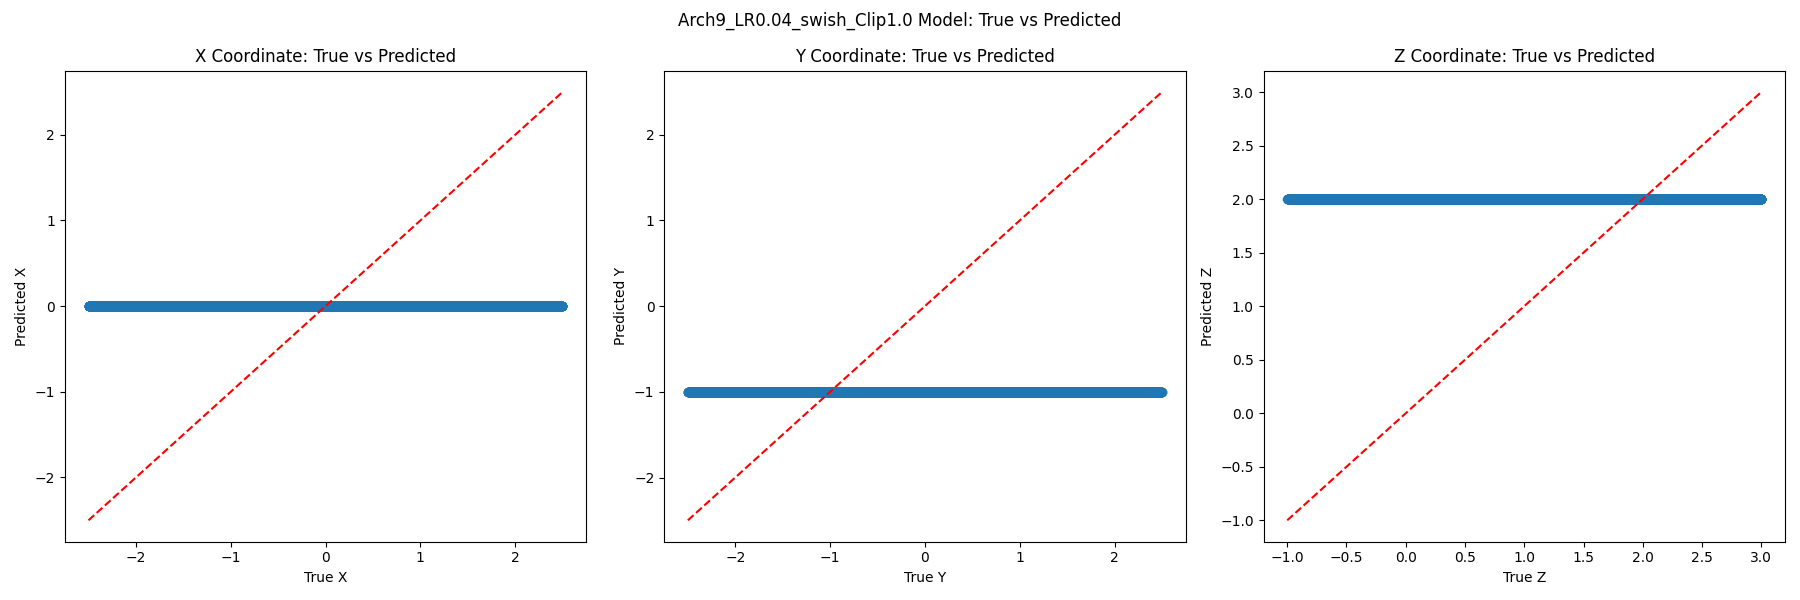 Arch9_LR0.04_swish_Clip1.0 Model: True vs Predicted
X Coordinate: True vs Predicted
2
1
0
−1
−2
Predicted X
−2 −1 0 1 2
True X
Y Coordinate: True vs Predicted
2
1
0
−1
−2
Predicted Y
−2 −1 0 1 2
True Y
Z Coordinate: True vs Predicted
3.0
2.5
2.0
1.5
1.0
0.5
0.0
−0.5
−1.0
Predicted Z
−1.0 −0.5 0.0 0.5 1.0 1.5 2.0 2.5 3.0
True Z